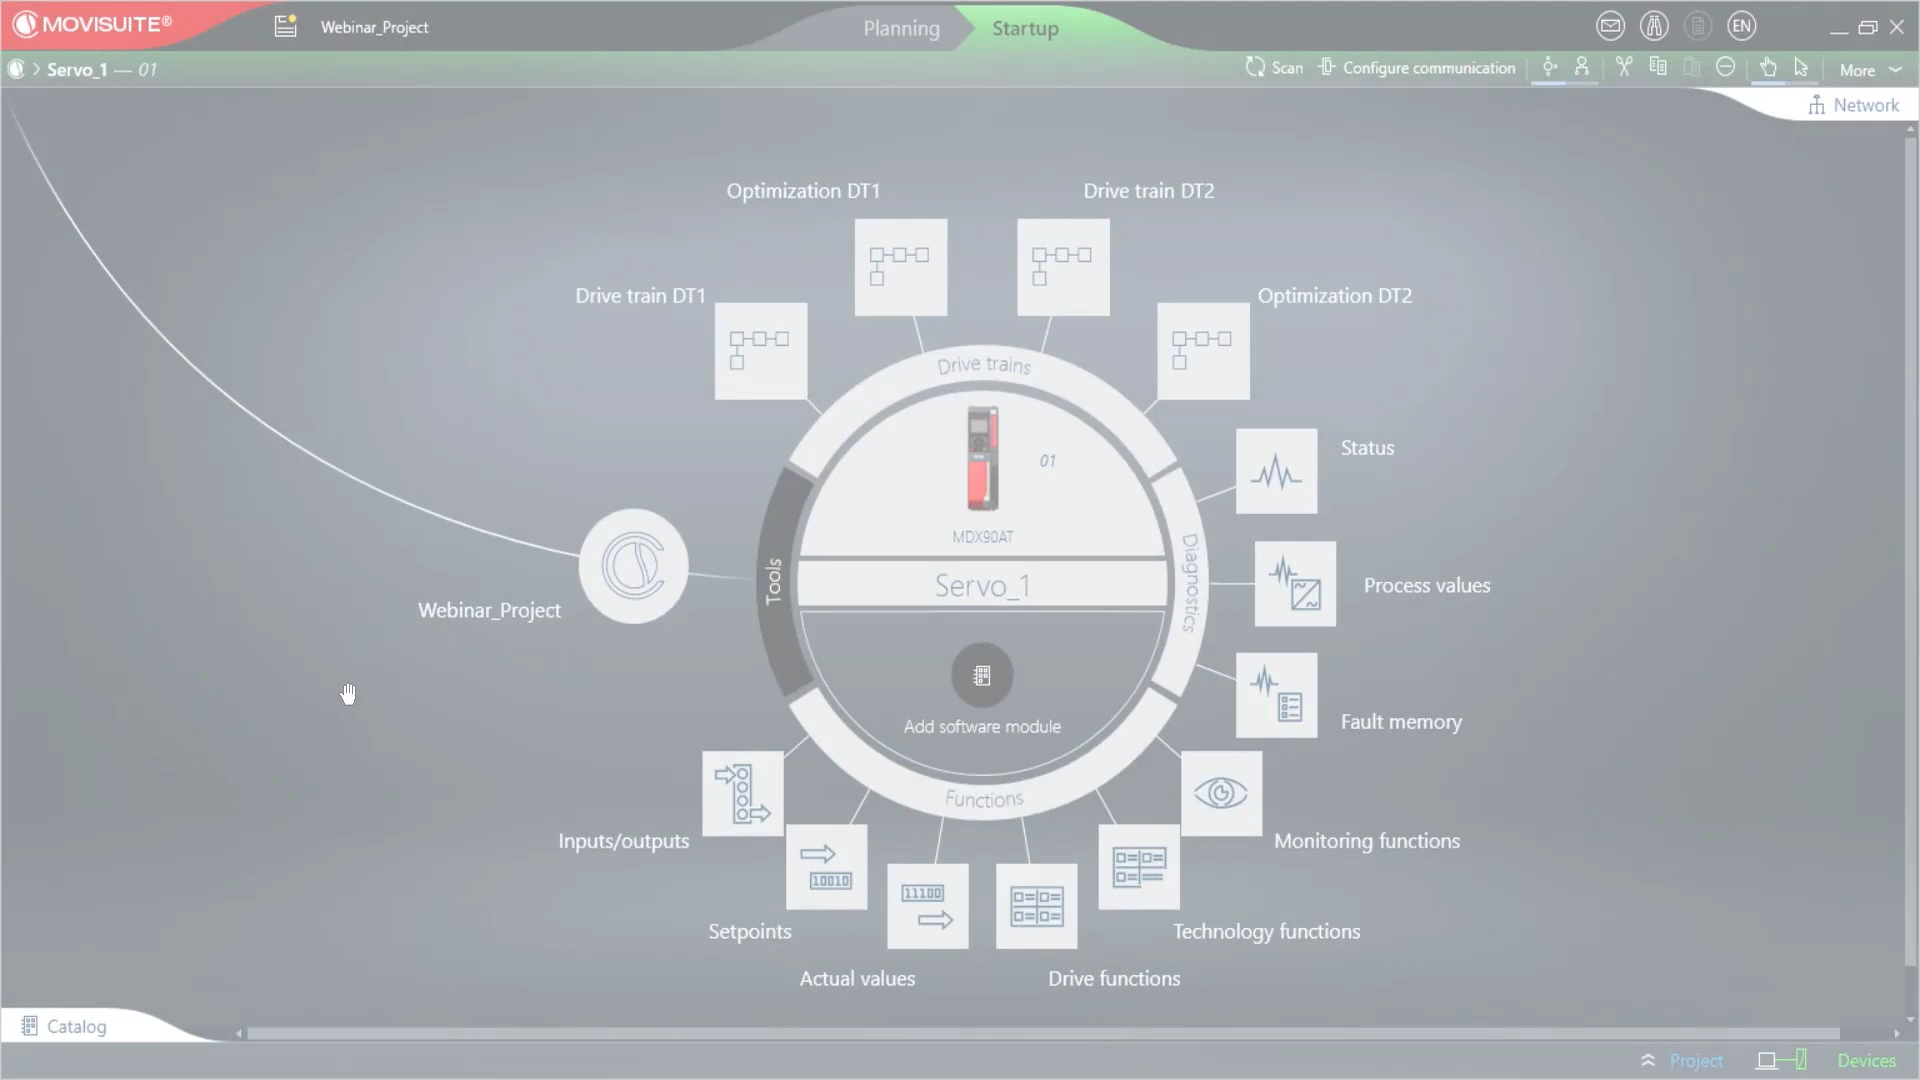 MOVISUITE®
Webinar_Project
Planning
Startup
EN
Servo_1 — 01
Scan
Configure communication
More
Network
Optimization DT1
Drive train DT2
Drive train DT1
Optimization DT2
Drive trains
01
MDX90AT
Servo_1
Tools
Diagnostics
Status
Process values
Fault memory
Webinar_Project
Add software module
Functions
Inputs/outputs
Monitoring functions
10010
11100
Setpoints
Technology functions
Actual values
Drive functions
Catalog
Project
Devices